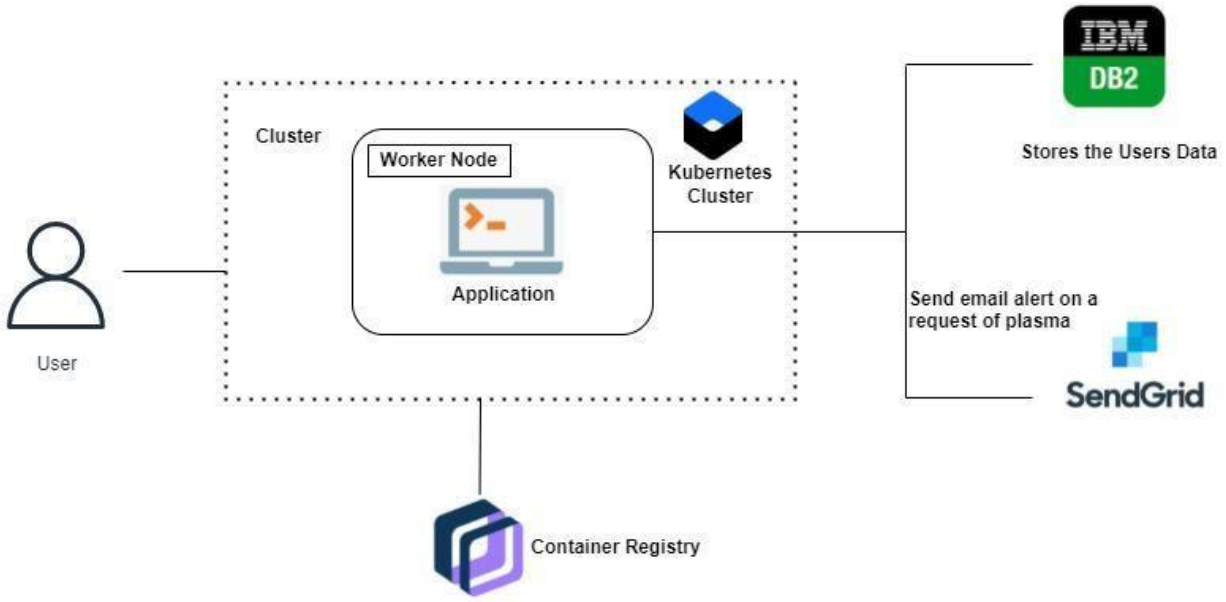 IBM
DB2
Stores the Users Data
Cluster
Worker Node
Kubernetes
Cluster
Application
User
Send email alert on a
request of plasma
SendGrid
Container Registry